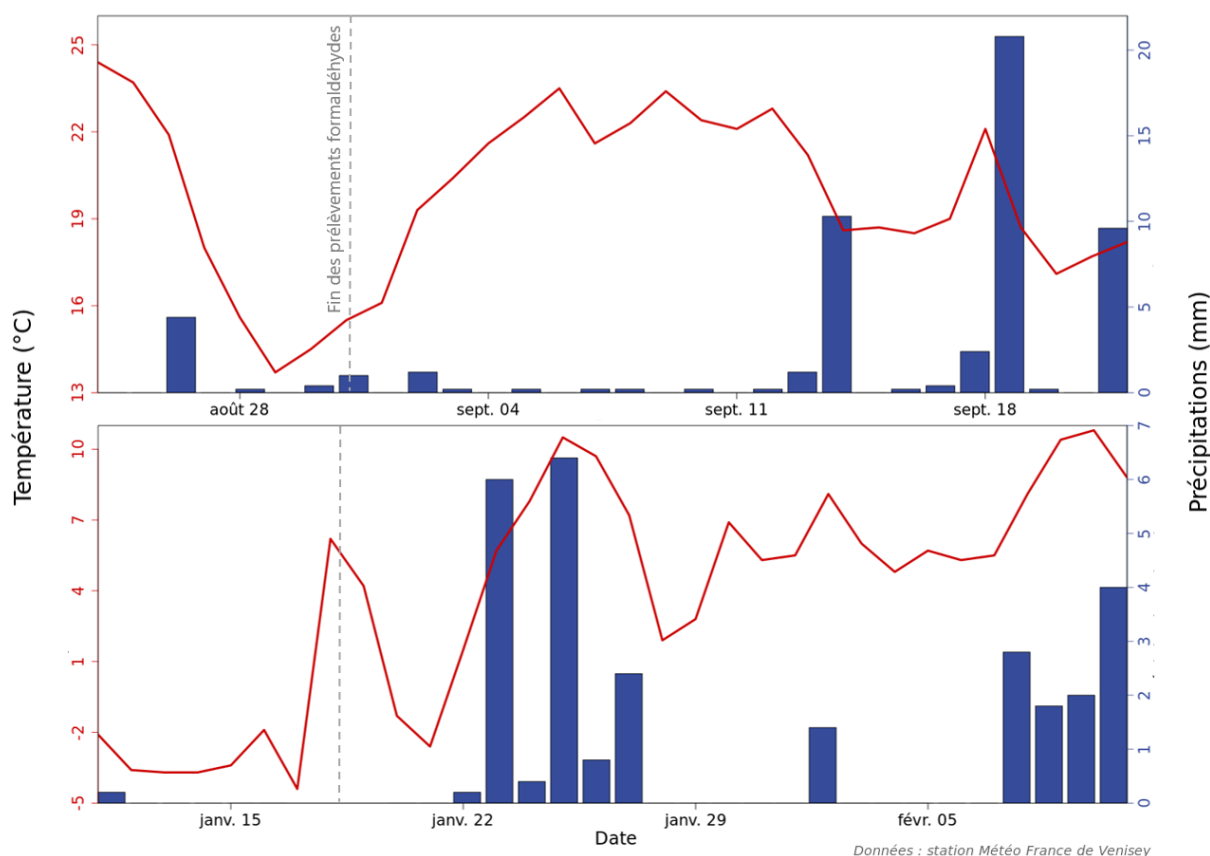 Température (°C)
Précipitations (mm)
25
22
19
16
13
Fin des prélèvements formaldéhydes
20
15
10
5
0
août 28
sept. 04
sept. 11
sept. 18
10
7
4
1
-2
-5
7
6
5
4
3
2
1
0
janv. 15
janv. 22
janv. 29
févr. 05
Date
Données : station Météo France de Venisey